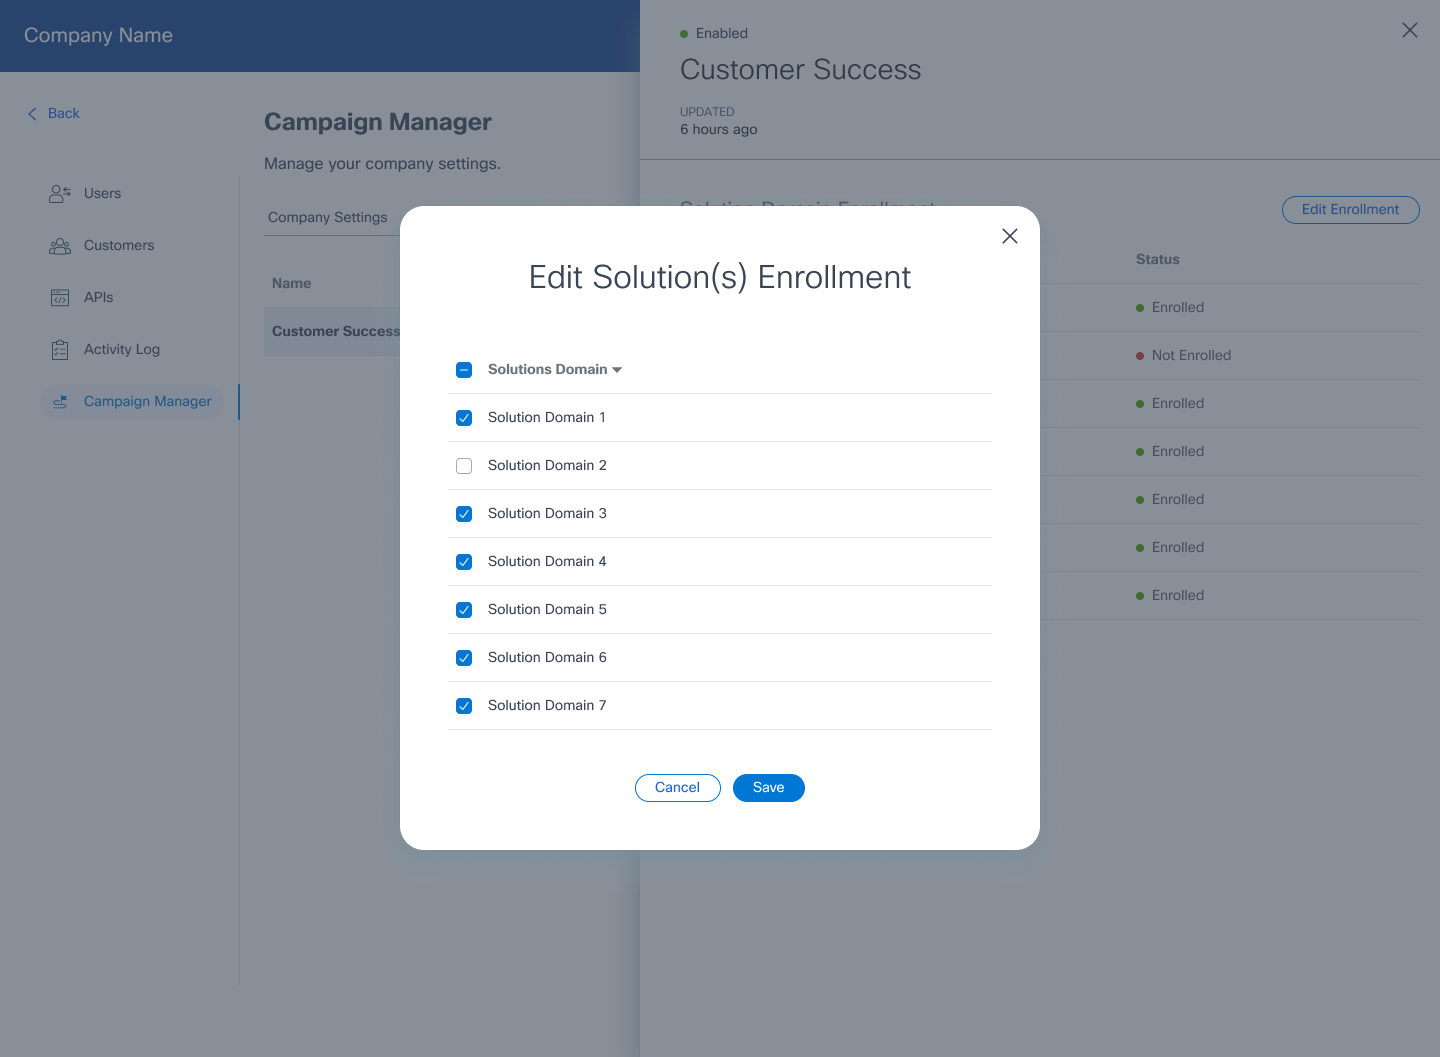 Company Name
Back
Users
Customers
APIs
Activity Log
Campaign Manager
Campaign Manager
Manage your company settings.
Company Settings
Name
Customer Success
Enabled
Customer Success
UPDATED
6 hours ago
Solution Domain Enrollment
Edit Enrollment
Status
Enrolled
Not Enrolled
Enrolled
Enrolled
Enrolled
Enrolled
Enrolled
Edit Solution(s) Enrollment
Solutions Domain
Solution Domain 1
Solution Domain 2
Solution Domain 3
Solution Domain 4
Solution Domain 5
Solution Domain 6
Solution Domain 7
Cancel
Save